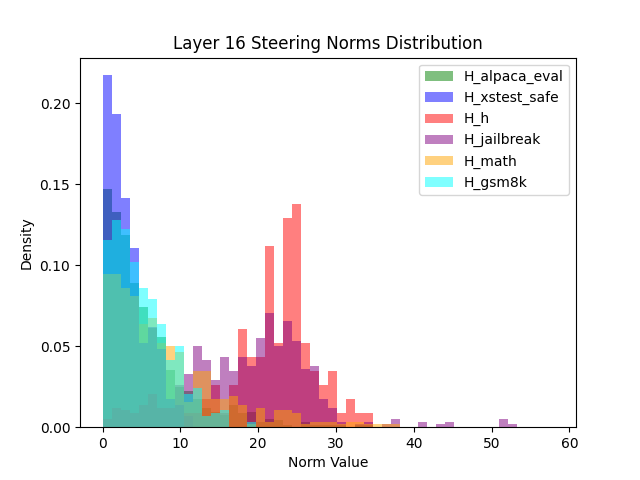 Layer 16 Steering Norms Distribution
H_alpaca_eval
H_xstest_safe
H_h
H_jailbreak
H_math
H_gsm8k
Density
0.20
0.15
0.10
0.05
0.00
0 10 20 30 40 50 60
Norm Value